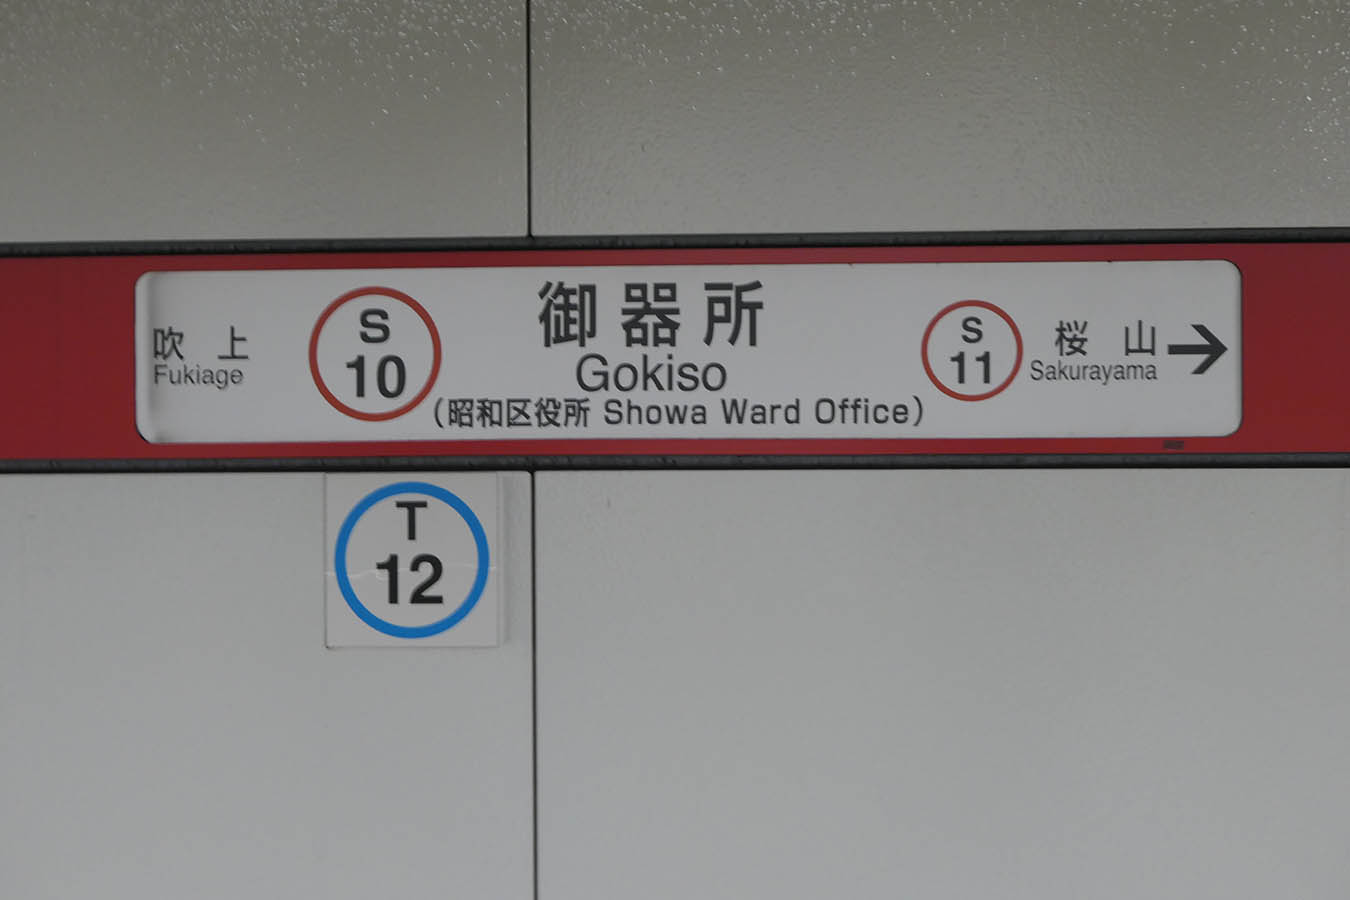 吹上
Fukiage
S
10
御器所
Gokiso
(昭和区役所 Showa Ward Office)
S
11
桜山
Sakurayama
→
T
12